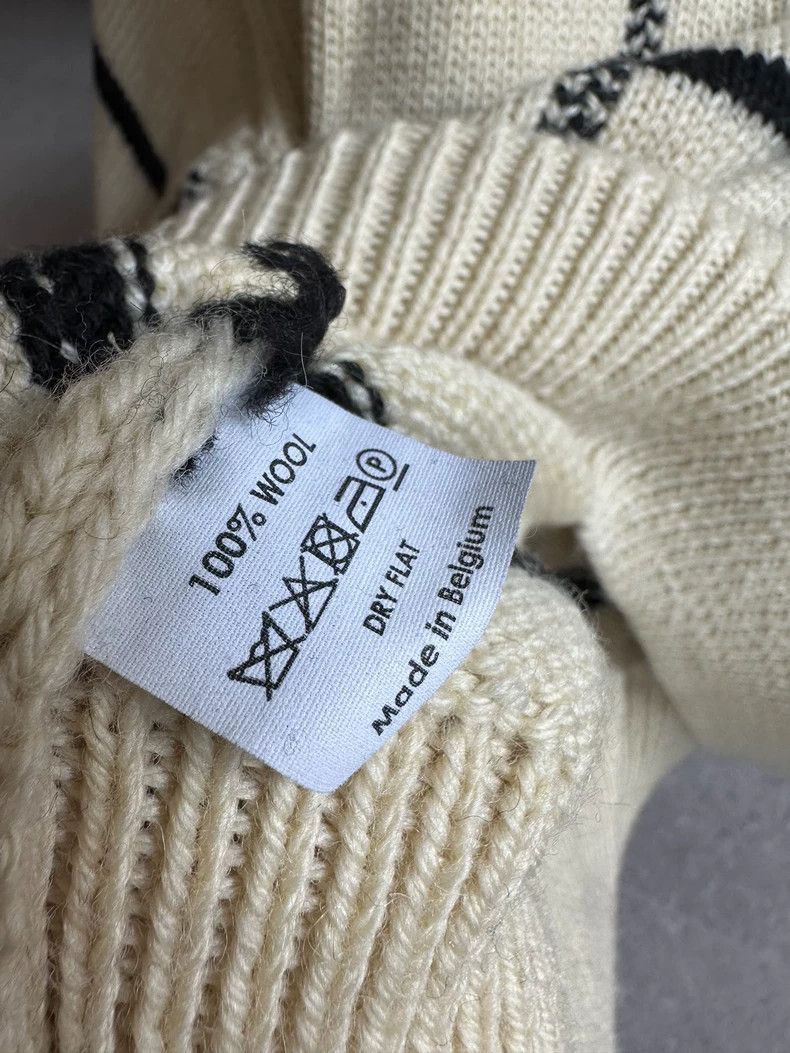 100% WOOL
P
DRY FLAT
Made in Belgium